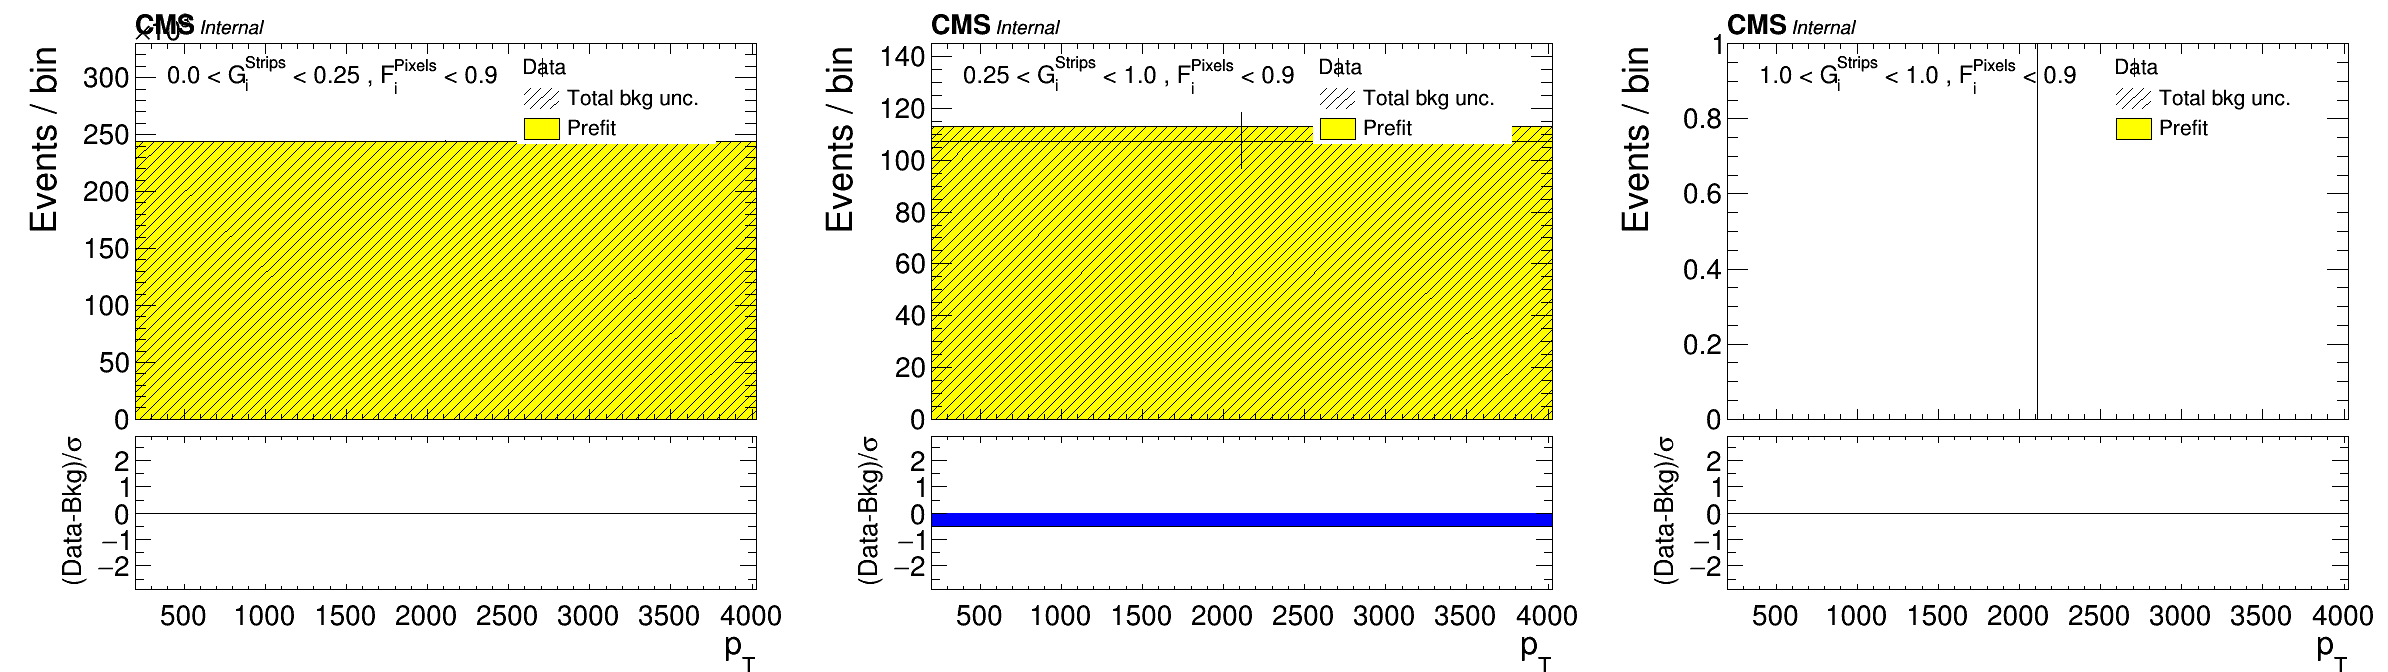 CMS Internal
×10³
Events / bin
0.0 < G_i^Strips < 0.25 , F_i^Pixels < 0.9
Data
Total bkg unc.
Prefit
300
250
200
150
100
50
0
(Data-Bkg)/σ
2
1
0
−1
−2
500 1000 1500 2000 2500 3000 3500 4000
p_T
CMS Internal
Events / bin
0.25 < G_i^Strips < 1.0 , F_i^Pixels < 0.9
Data
Total bkg unc.
Prefit
140
120
100
80
60
40
20
0
(Data-Bkg)/σ
2
1
0
−1
−2
500 1000 1500 2000 2500 3000 3500 4000
p_T
CMS Internal
Events / bin
1.0 < G_i^Strips < 1.0 , F_i^Pixels < 0.9
Data
Total bkg unc.
Prefit
1
0.8
0.6
0.4
0.2
0
(Data-Bkg)/σ
2
1
0
−1
−2
500 1000 1500 2000 2500 3000 3500 4000
p_T